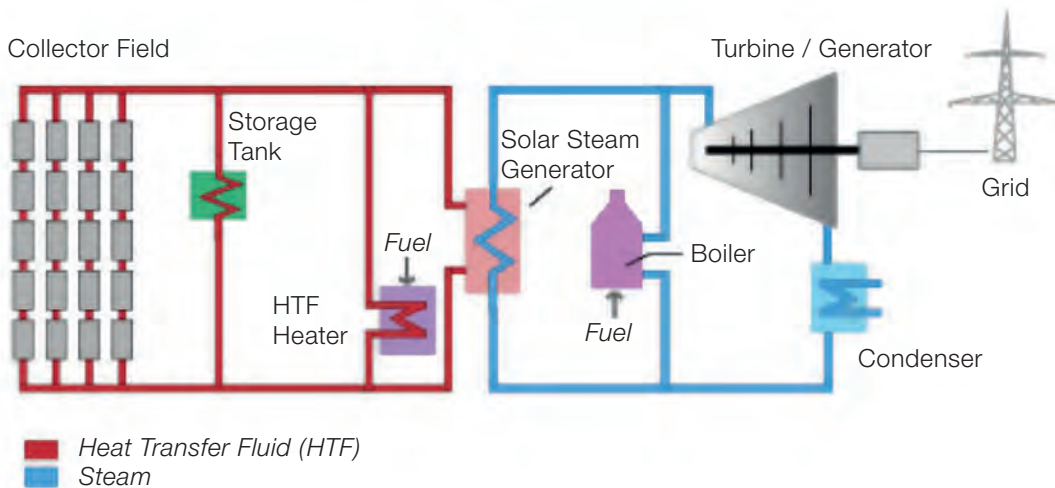 Collector Field
Turbine / Generator
Storage
Tank
Solar Steam
Generator
Grid
Fuel
Boiler
HTF
Heater
Fuel
Condenser
Heat Transfer Fluid (HTF)
Steam